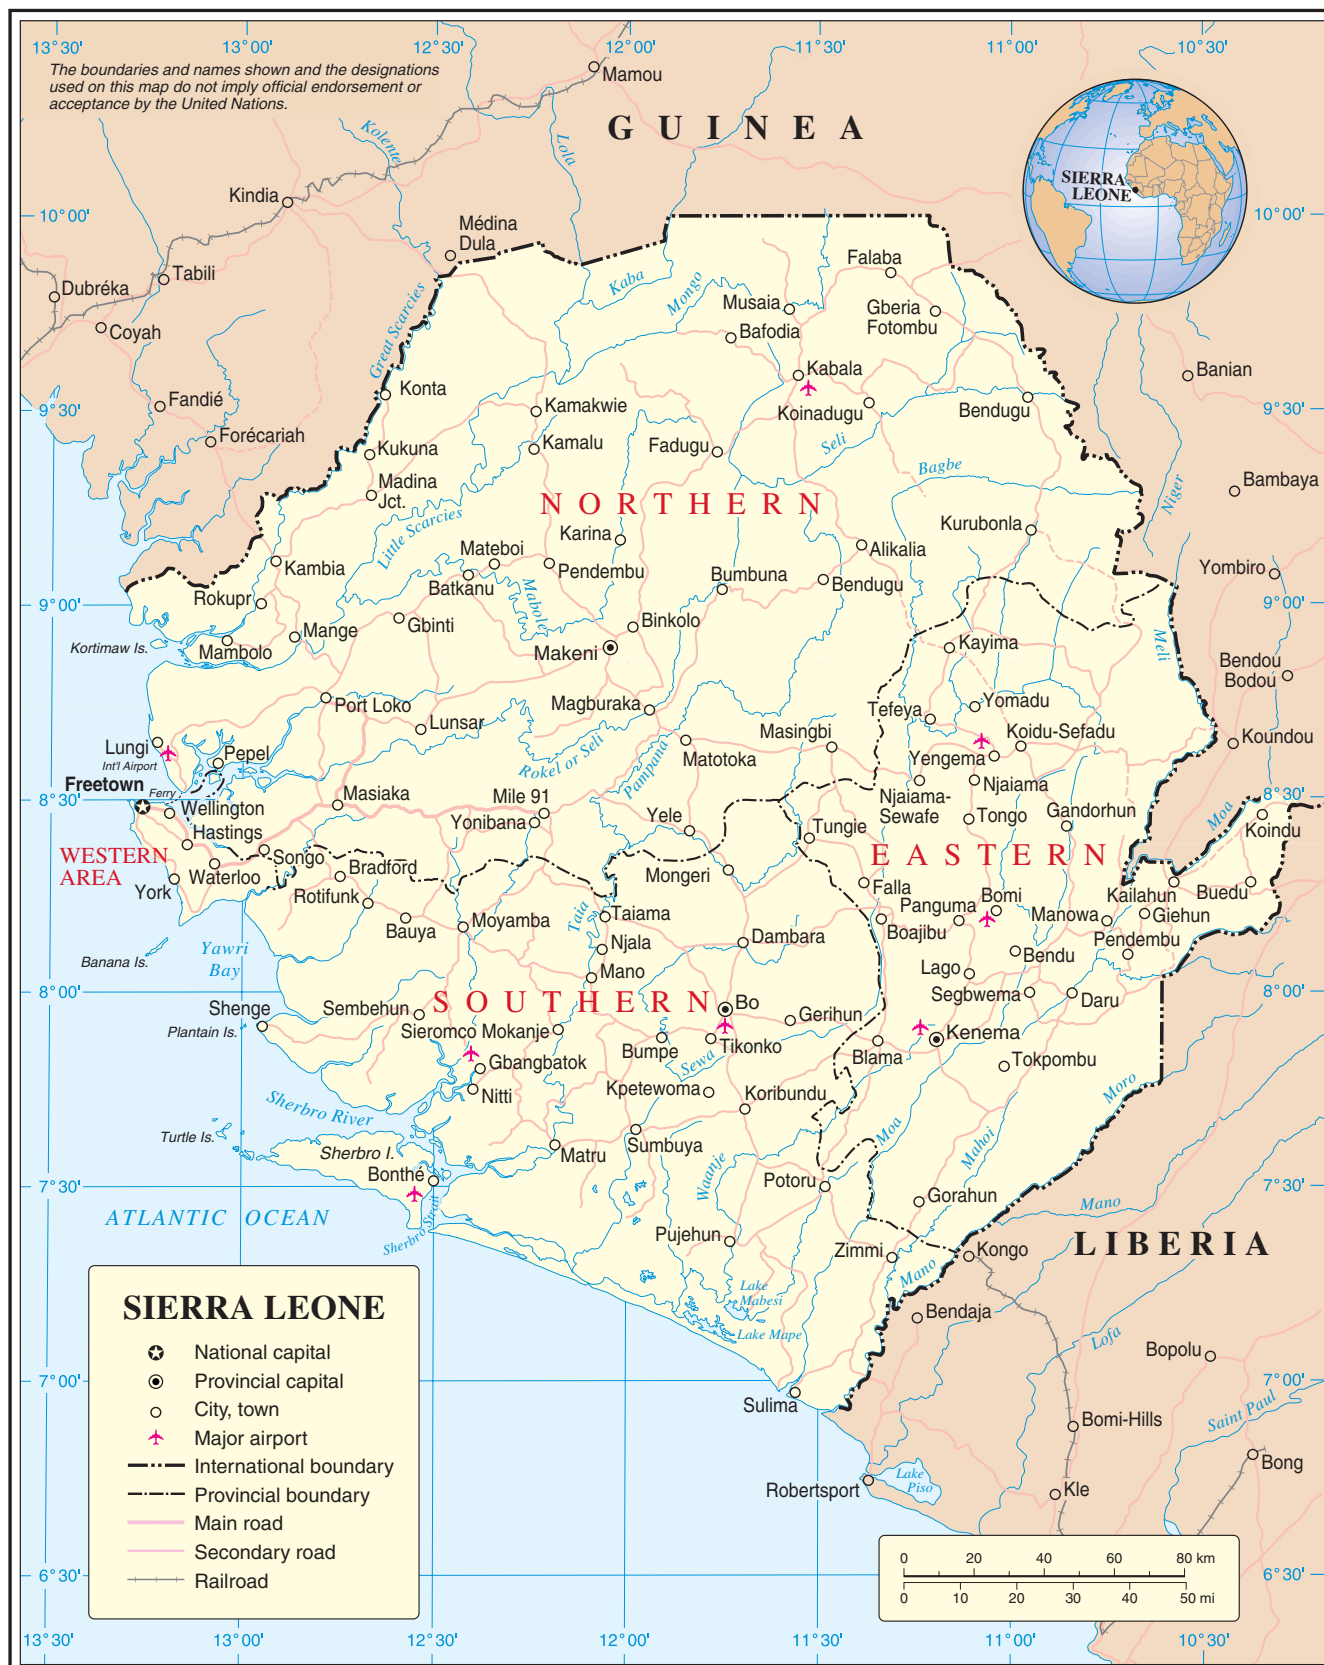 13°30'
13°00'
12°30'
12°00'
11°30'
11°00'
10°30'
The boundaries and names shown and the designations
used on this map do not imply official endorsement or
acceptance by the United Nations.
Mamou
GUINEA
Kolente
Lola
SIERRA
LEONE
Kindia
10°00'
10°00'
Médina
Dula
Falaba
Tabili
Kaba
Mongo
Dubréka
Musaia
Gberia
Fotombu
Coyah
Great Scarcies
Bafodia
Kabala
Banian
Konta
Fandié
Kamakwie
Koinadugu
Bendugu
9°30'
9°30'
Forécariah
Kukuna
Kamalu
Fadugu
Seli
Bagbe
Madina
Jct.
Bambaya
Niger
NORTHERN
Little Scarcies
Karina
Kurubonla
Mateboi
Alikalia
Kambia
Pendembu
Bumbuna
Bendugu
Yombiro
Batkanu
Rokupr
9°00'
9°00'
Mabole
Mange
Gbinti
Binkolo
Kortimaw Is.
Mambolo
Makeni
Kayima
Meli
Bendou
Bodou
Port Loko
Magburaka
Yomadu
Tefeya
Lunsar
Masingbi
Koidu-Sefadu
Koundou
Lungi
Int'l Airport
Pepel
Rokel or Seli
Pampana
Matotoka
Yengema
Freetown
Ferry
Njaiama-
Sewafe
Njaiama
8°30'
8°30'
Wellington
Masiaka
Mile 91
Yonibana
Yele
Tungie
Tongo
Gandorhun
Moa
Koindu
Hastings
WESTERN
AREA
Songo
Bradford
EASTERN
Waterloo
York
Rotifunk
Mongeri
Falla
Panguma
Bomi
Kailahun
Buedu
Taia
Taiama
Moyamba
Bauya
Boajibu
Manowa
Giehun
Yawri
Bay
Njala
Dambara
Pendembu
Banana Is.
Bendu
Mano
Lago
Segbwema
Daru
8°00'
8°00'
SOUTHERN
Bo
Shenge
Sembehun
Gerihun
Plantain Is.
Sieromco
Mokanje
Kenema
Bumpe
Tikonko
Blama
Gbangbatok
Sewa
Tokpombu
Nitti
Kpetewoma
Koribundu
Moro
Sherbro River
Moa
Turtle Is.
Sumbuya
Mahoi
Sherbro I.
Matru
Waanje
Bonthé
Potoru
7°30'
7°30'
Gorahun
Mano
ATLANTIC OCEAN
Sherbro Strait
Pujehun
Zimmi
Kongo
LIBERIA
Mano
Lake
Mabesi
Bendaja
Lake Mape
Lofa
Bopolu
7°00'
7°00'
Sulima
Bomi-Hills
Saint Paul
Bong
Lake
Piso
Robertsport
Kle
SIERRA LEONE
National capital
Provincial capital
City, town
Major airport
International boundary
Provincial boundary
Main road
Secondary road
Railroad
0 20 40 60 80 km
0 10 20 30 40 50 mi
6°30'
6°30'
13°30'
13°00'
12°30'
12°00'
11°30'
11°00'
10°30'